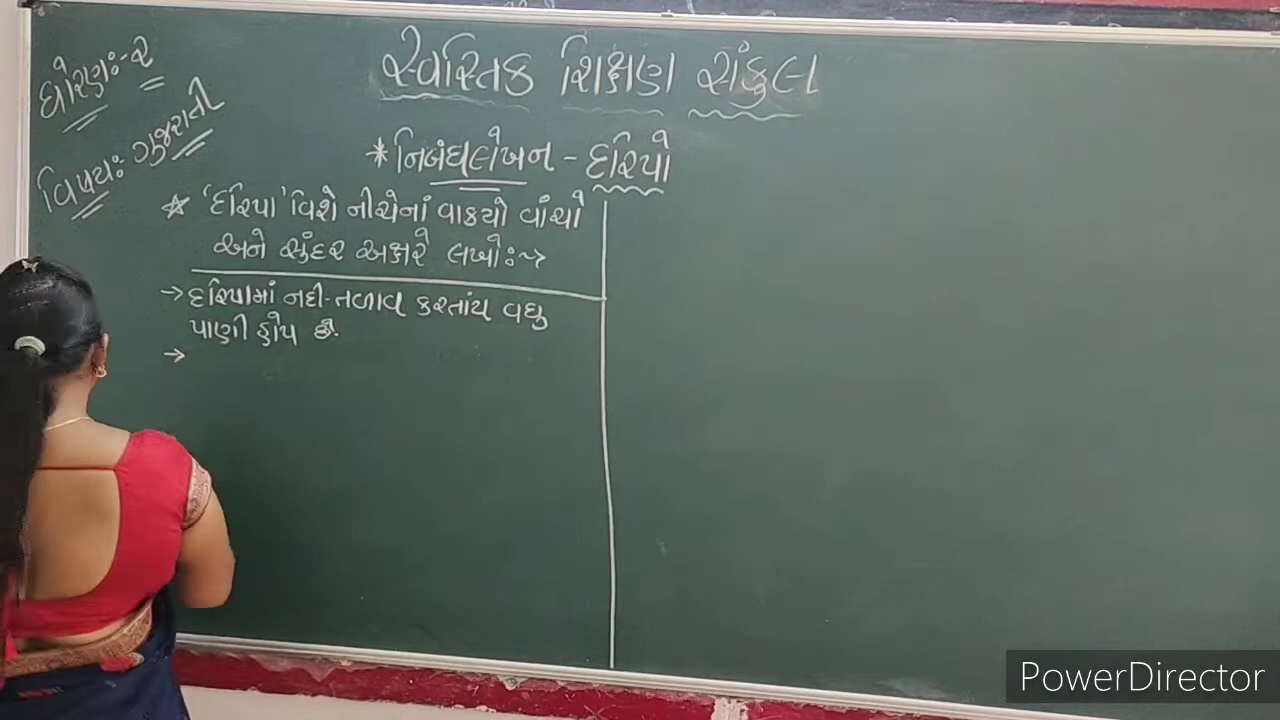 ધોરણઃ-૨
વિષયઃ ગુજરાતી
સ્વસ્તિક શિક્ષણ સંકુલ
*નિબંધલેખન - દરિયો
☆ 'દરિયા' વિશે નીચેનાં વાક્યો વાંચો
અને સુંદર અક્ષરે લખોઃ~>
→ દરિયામાં નદી-તળાવ કરતાંય વધુ
પાણી હોય છે.
→
PowerDirector